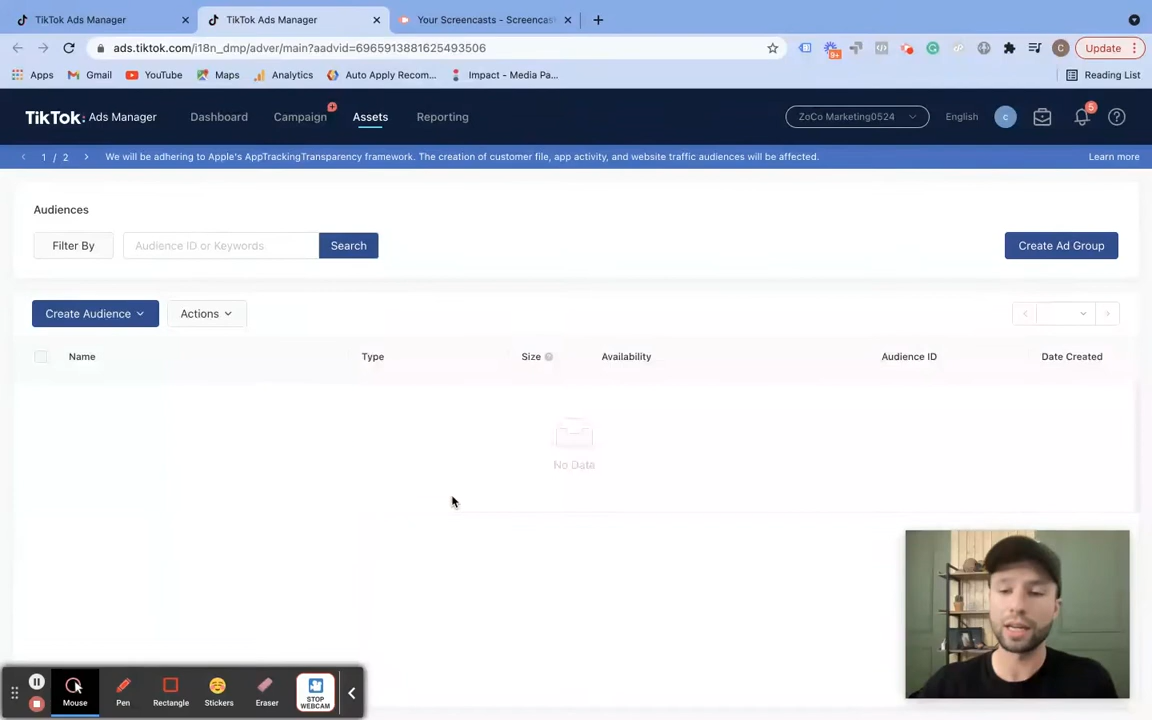 TikTok Ads Manager
TikTok Ads Manager
Your Screencasts - Screencas
ads.tiktok.com/i18n_dmp/adver/main?aadvid=6965913881625493506
9+
C
Update
Apps
Gmail
YouTube
Maps
Analytics
Auto Apply Recom...
Impact - Media Pa...
Reading List
TikTok: Ads Manager
Dashboard
Campaign
Assets
Reporting
ZoCo Marketing0524
English
c
5
1 / 2
We will be adhering to Apple's AppTrackingTransparency framework. The creation of customer file, app activity, and website traffic audiences will be affected.
Learn more
Audiences
Filter By
Audience ID or Keywords
Search
Create Ad Group
Create Audience
Actions
Name
Type
Size
Availability
Audience ID
Date Created
No Data
Mouse
Pen
Rectangle
Stickers
Eraser
STOP
WEBCAM